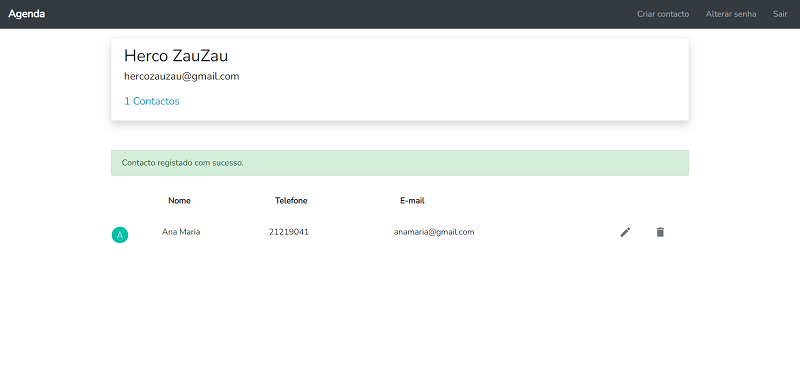 Agenda Criar contacto Alterar senha Sair
Herco ZauZau
hercozauzau@gmail.com
1 Contactos
Contacto registado com sucesso.
Nome Telefone E-mail
A Ana Maria 21219041 anamaria@gmail.com